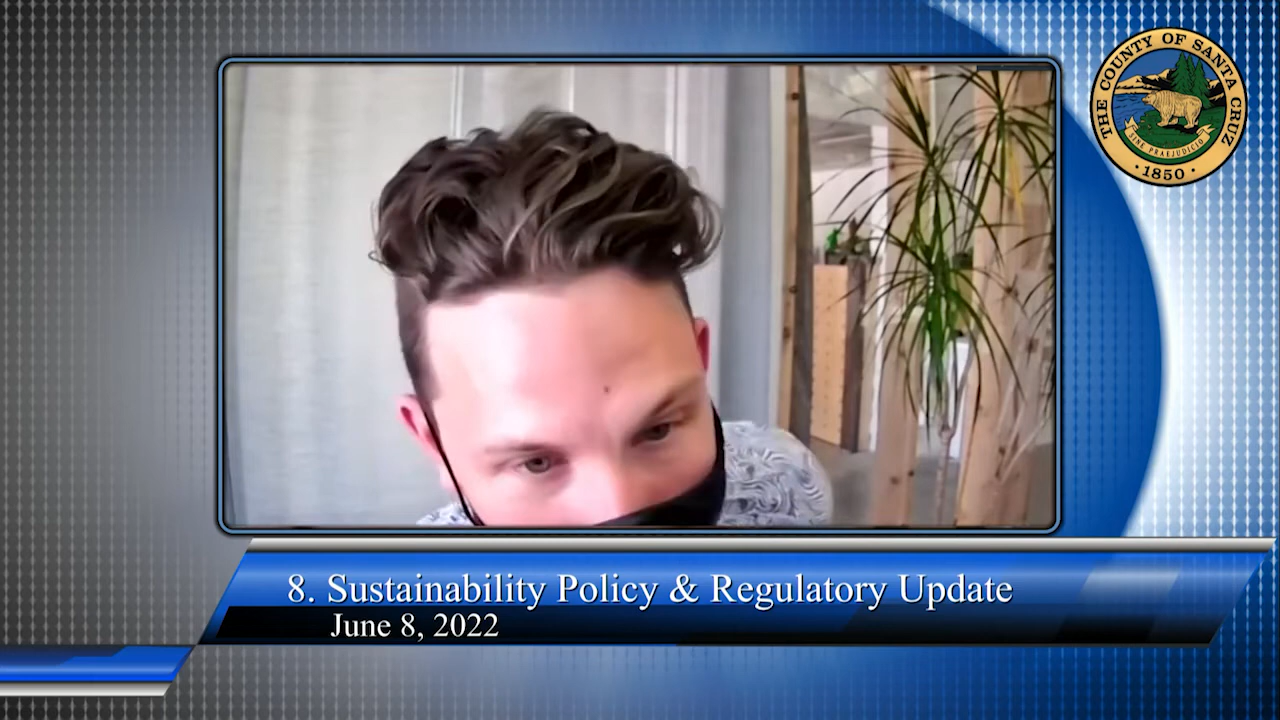 THE COUNTY OF SANTA CRUZ
SINE PRAEJUDICIO
• 1850 •
8. Sustainability Policy & Regulatory Update
June 8, 2022